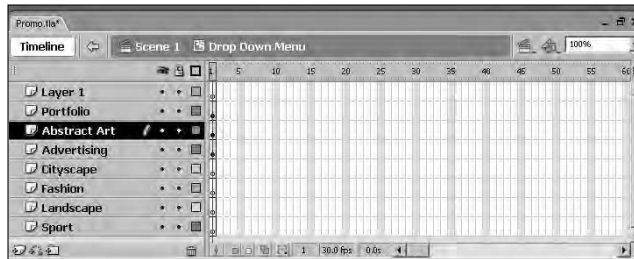 Promo.fla*
Timeline Scene 1 Drop Down Menu 100%
1 5 10 15 20 25 30 35 40 45 50 55 60
Layer 1
Portfolio
Abstract Art
Advertising
Cityscape
Fashion
Landscape
Sport
1 30.0 fps 0.0s